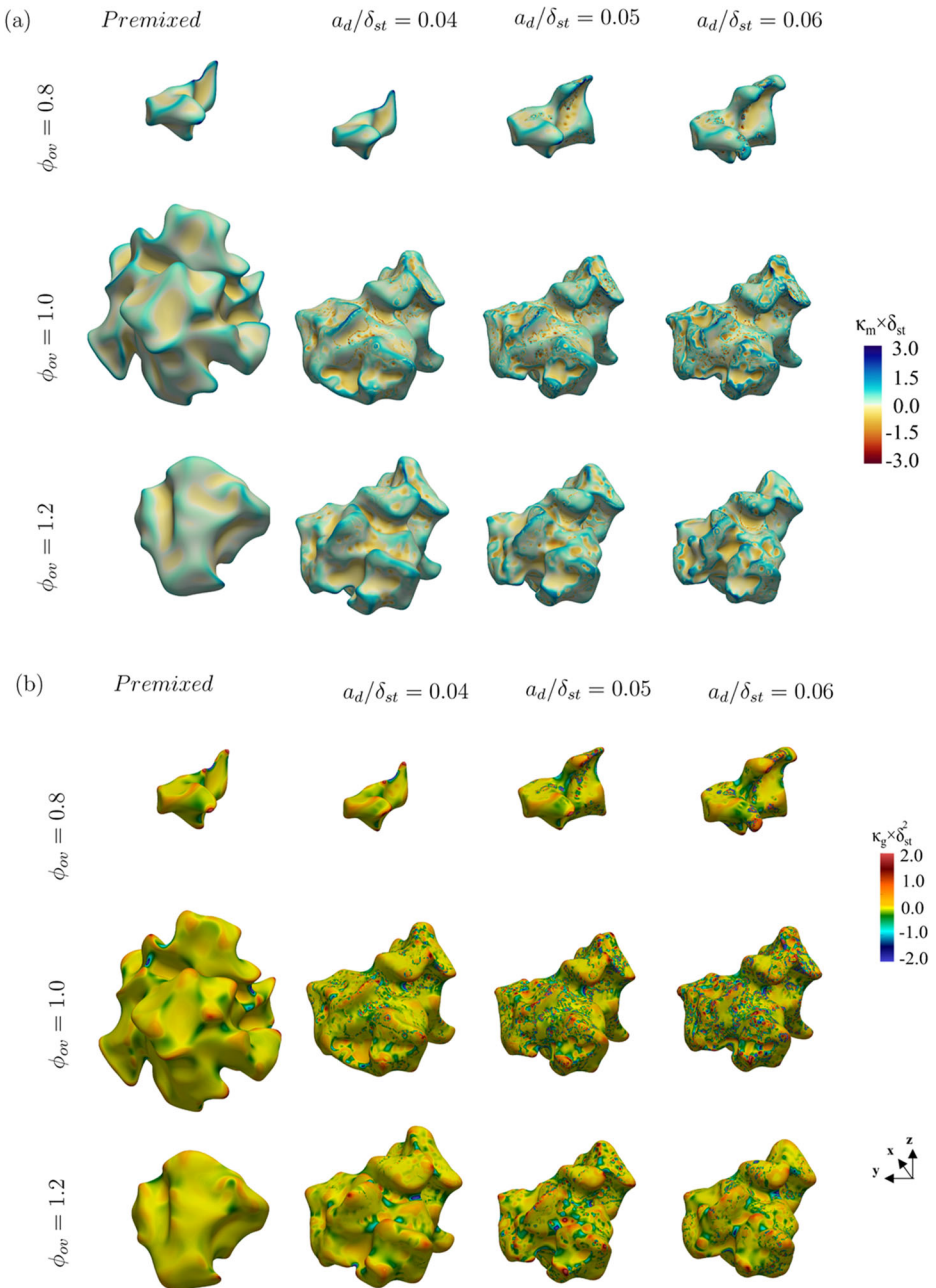 (a)
Premixed a_d/δ_st = 0.04 a_d/δ_st = 0.05 a_d/δ_st = 0.06
ϕ_ov = 0.8
ϕ_ov = 1.0
κ_m×δ_st
3.0
1.5
0.0
-1.5
-3.0
ϕ_ov = 1.2
(b)
Premixed a_d/δ_st = 0.04 a_d/δ_st = 0.05 a_d/δ_st = 0.06
ϕ_ov = 0.8
κ_g×δ_st^2
2.0
1.0
0.0
-1.0
-2.0
ϕ_ov = 1.0
ϕ_ov = 1.2
z
x
y